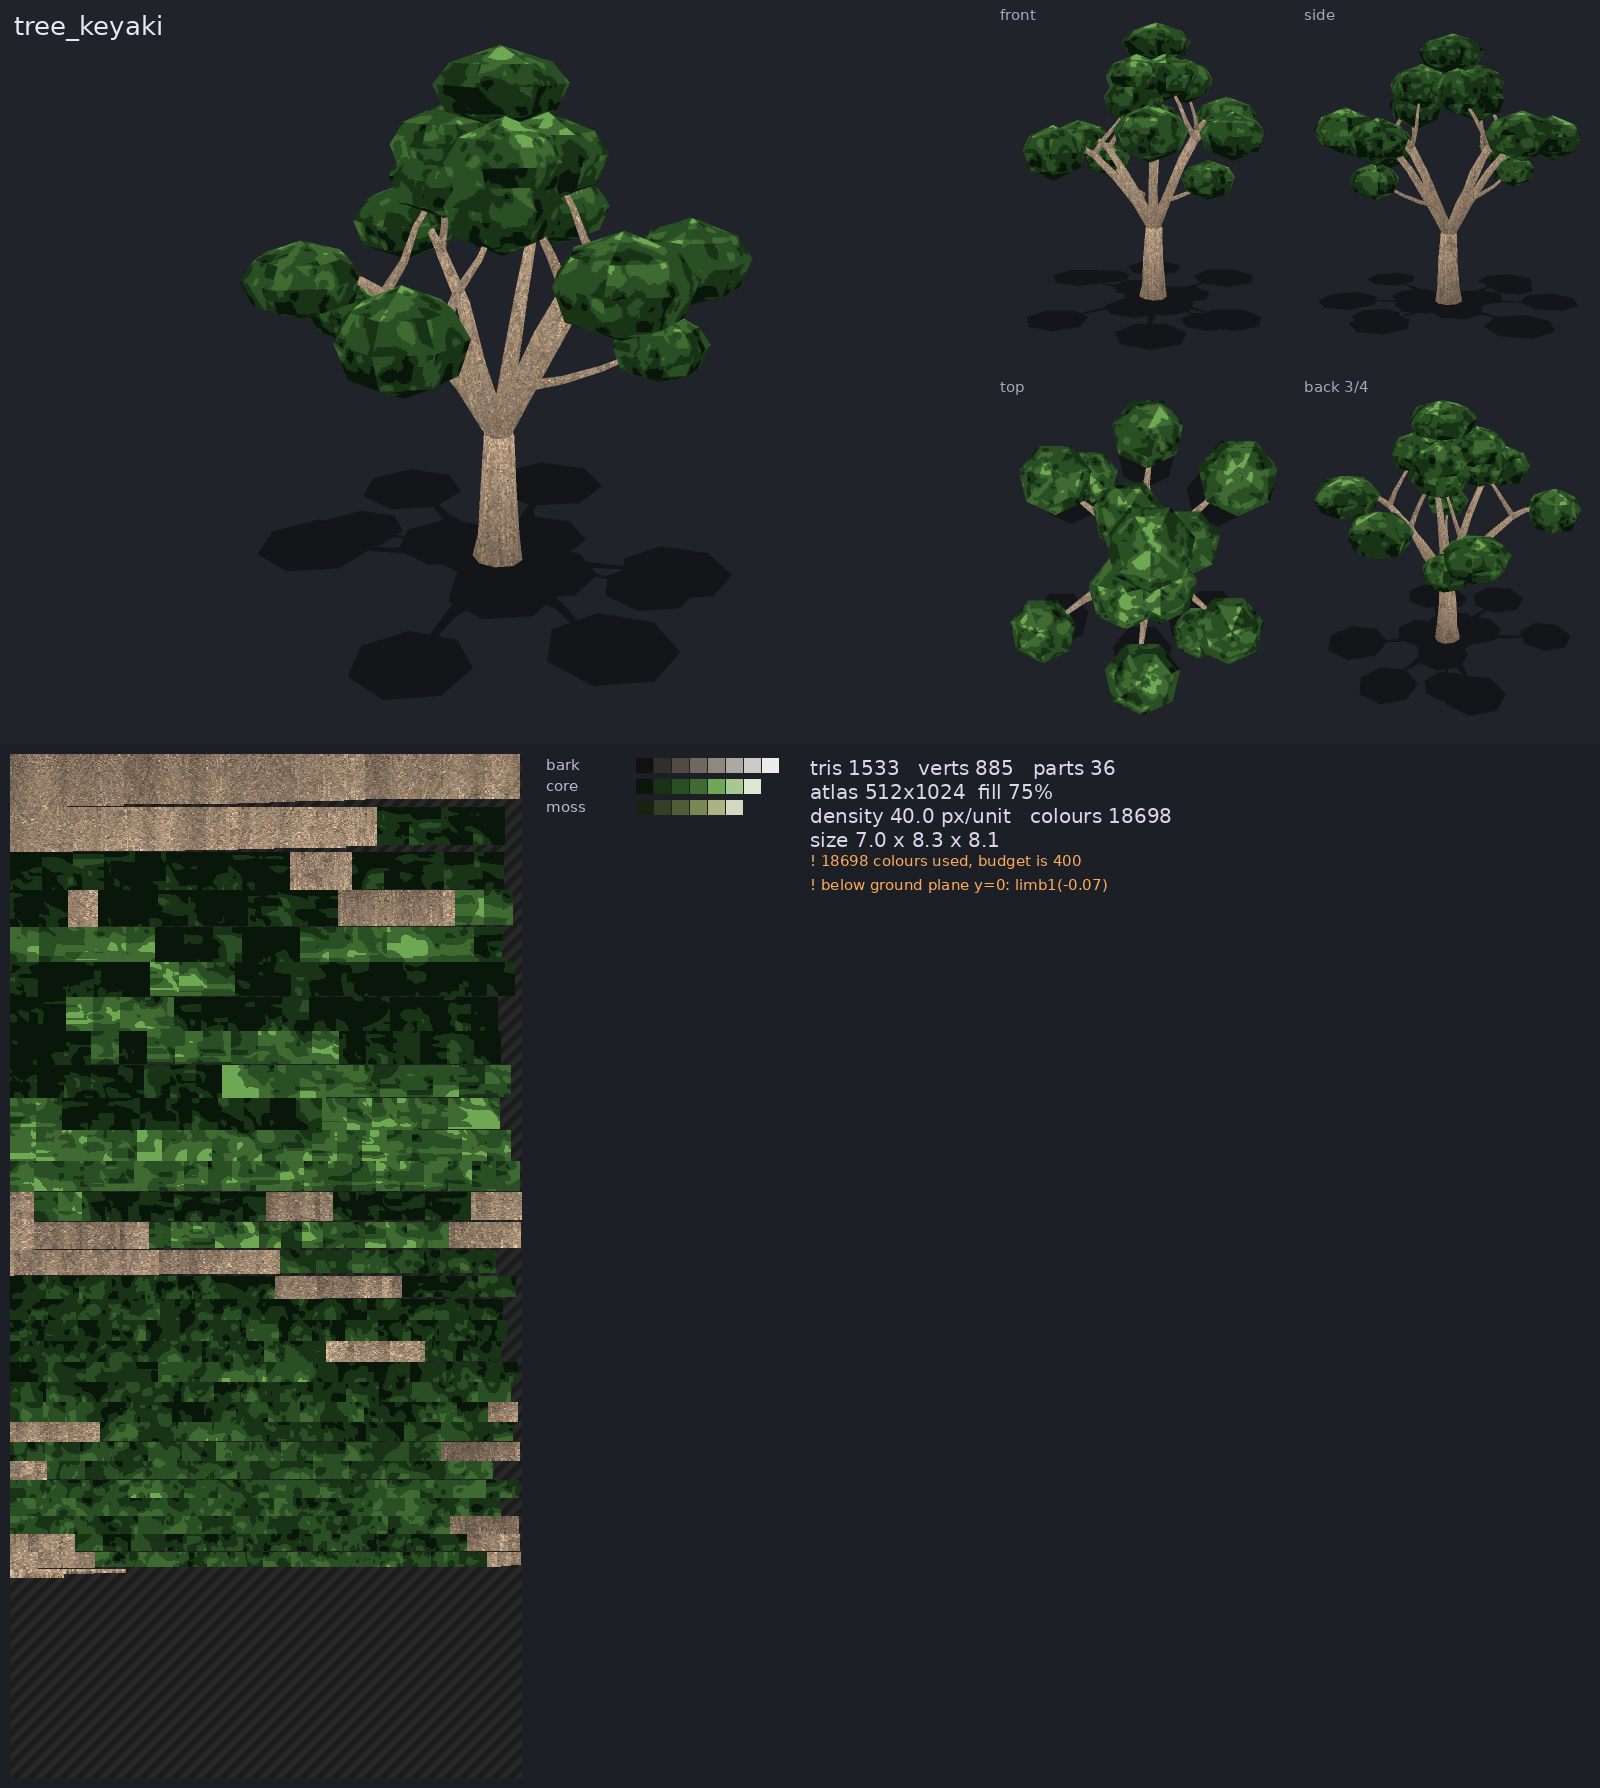 tree_keyaki
front
side
top
back 3/4
bark
core
moss
tris 1533 verts 885 parts 36
atlas 512x1024 fill 75%
density 40.0 px/unit colours 18698
size 7.0 x 8.3 x 8.1
! 18698 colours used, budget is 400
! below ground plane y=0: limb1(-0.07)